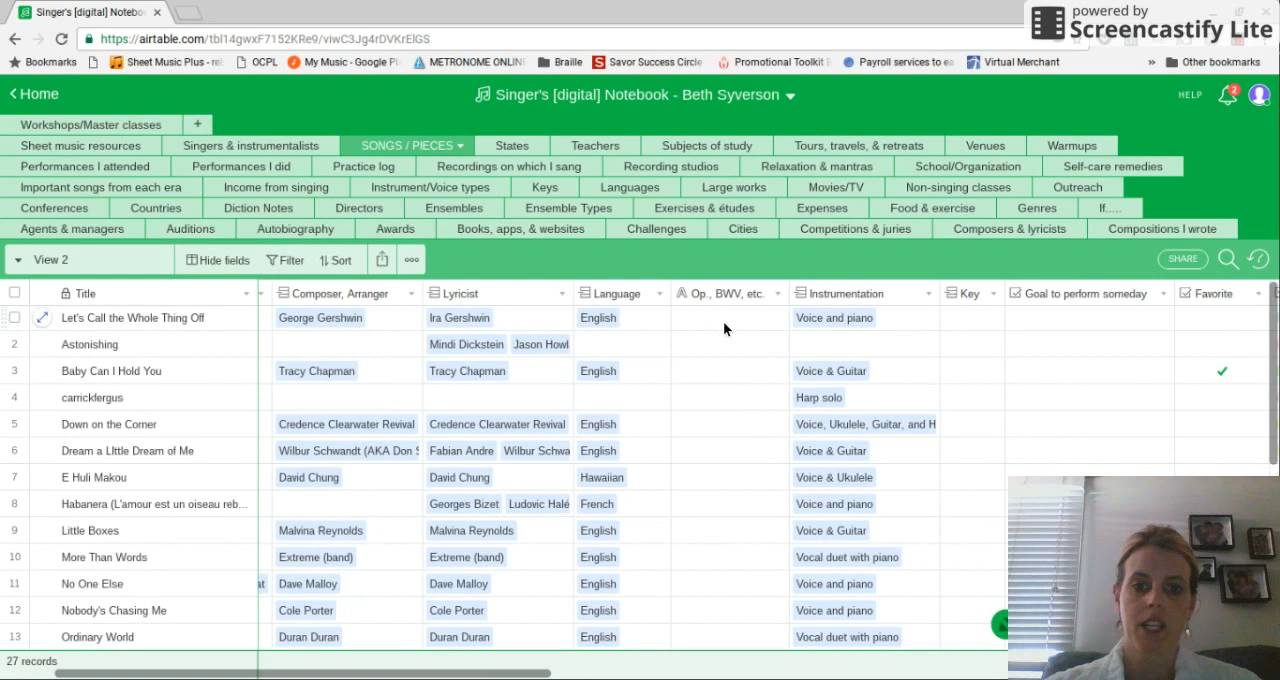 Singer's [digital] Notebo
powered by
Screencastify Lite
https://airtable.com/tbl14gwxF7152KRe9/viwC3Jg4rDVKrElGS
Bookmarks Sheet Music Plus - re OCPL My Music - Google Pl METRONOME ONLIN Braille Savor Success Circle Promotional Toolkit Payroll services to ea Virtual Merchant » Other bookmarks
Home Singer's [digital] Notebook - Beth Syverson HELP 2
Workshops/Master classes +
Sheet music resources Singers & instrumentalists SONGS / PIECES States Teachers Subjects of study Tours, travels, & retreats Venues Warmups
Performances I attended Performances I did Practice log Recordings on which I sang Recording studios Relaxation & mantras School/Organization Self-care remedies
Important songs from each era Income from singing Instrument/Voice types Keys Languages Large works Movies/TV Non-singing classes Outreach
Conferences Countries Diction Notes Directors Ensembles Ensemble Types Exercises & études Expenses Food & exercise Genres If.....
Agents & managers Auditions Autobiography Awards Books, apps, & websites Challenges Cities Competitions & juries Composers & lyricists Compositions I wrote
View 2 Hide fields Filter Sort SHARE
Title Composer, Arranger Lyricist Language Op., BWV, etc. Instrumentation Key Goal to perform someday Favorite
Let's Call the Whole Thing Off George Gershwin Ira Gershwin English Voice and piano
2 Astonishing Mindi Dickstein Jason Howl
3 Baby Can I Hold You Tracy Chapman Tracy Chapman English Voice & Guitar
4 carrickfergus Harp solo
5 Down on the Corner Credence Clearwater Revival Credence Clearwater Revival English Voice, Ukulele, Guitar, and H
6 Dream a LIttle Dream of Me Wilbur Schwandt (AKA Don S Fabian Andre Wilbur Schwa English Voice & Guitar
7 E Huli Makou David Chung David Chung Hawaiian Voice & Ukulele
8 Habanera (L'amour est un oiseau reb... Georges Bizet Ludovic Halé French Voice and piano
9 Little Boxes Malvina Reynolds Malvina Reynolds English Voice & Guitar
10 More Than Words Extreme (band) Extreme (band) English Vocal duet with piano
11 No One Else at Dave Malloy Dave Malloy English Voice and piano
12 Nobody's Chasing Me Cole Porter Cole Porter English Voice and piano
13 Ordinary World Duran Duran Duran Duran English Vocal duet with piano
27 records